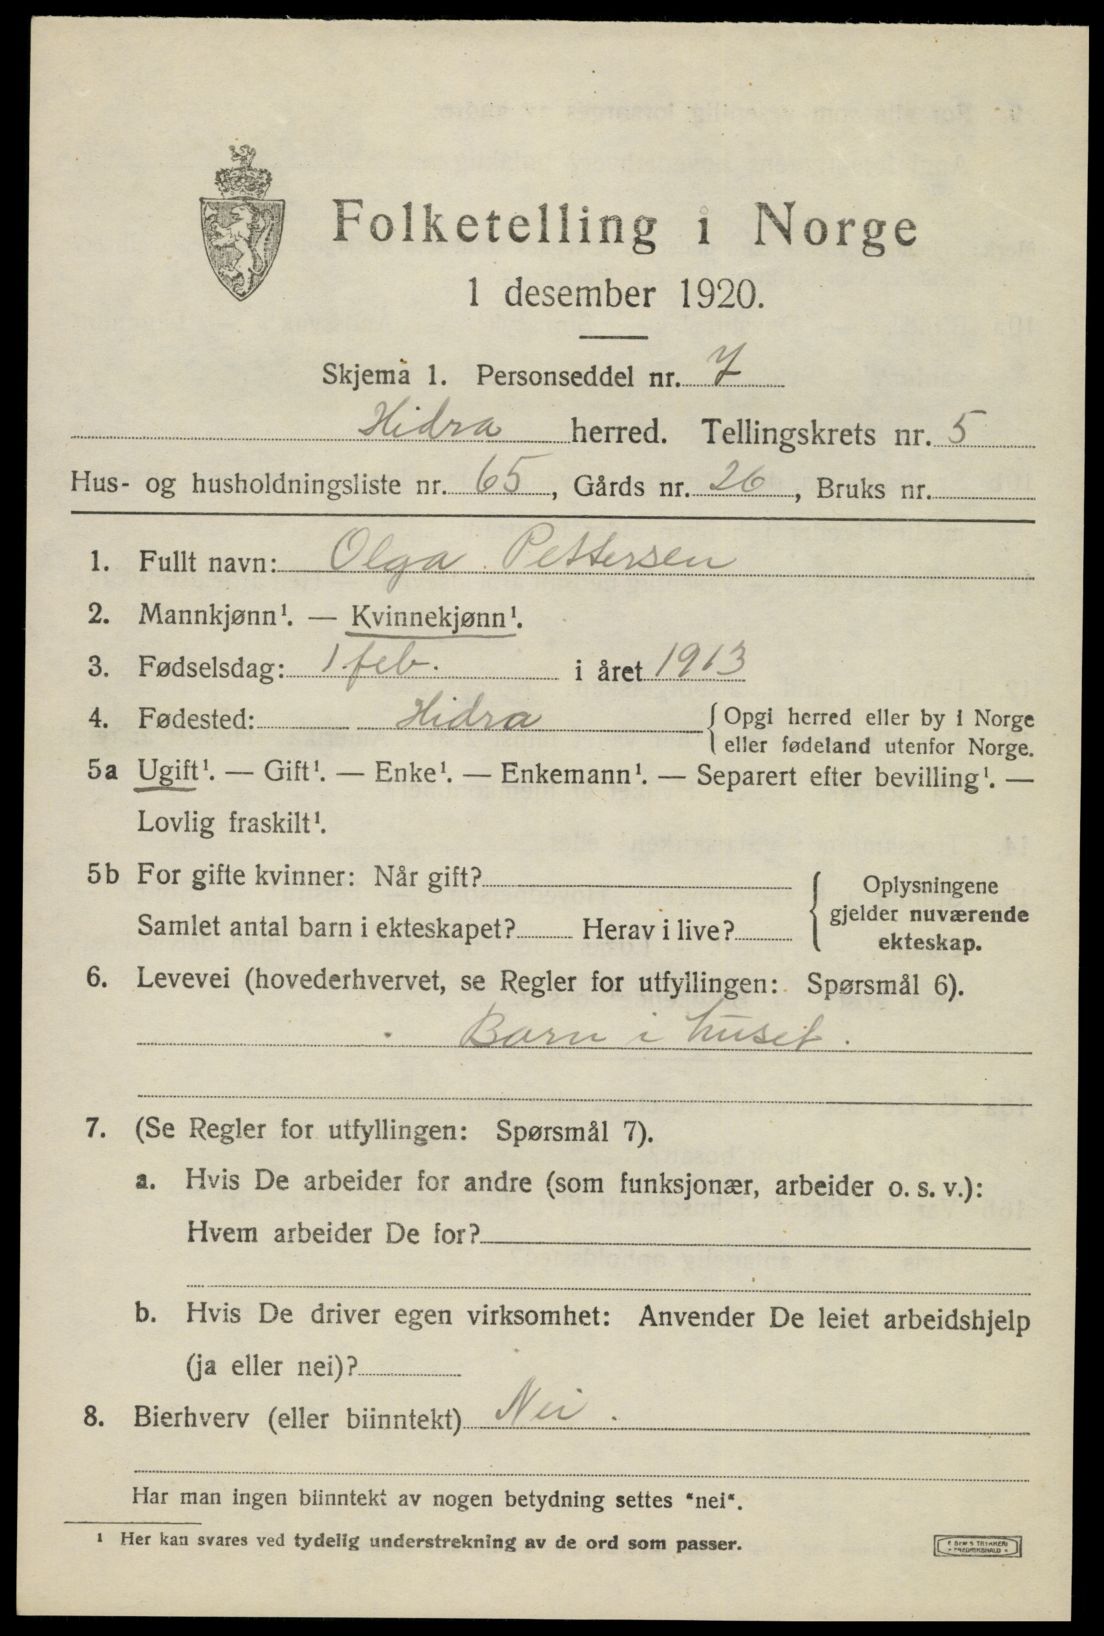 Folketelling i Norge
1 desember 1920.
Skjema 1. Personseddel nr. 7
Hidra herred. Tellingskrets nr. 5
Hus- og husholdningsliste nr. 65, Gårds nr. 26, Bruks nr.
1. Fullt navn: Olga Pettersen
2. Mannkjønn¹. — Kvinnekjønn¹.
3. Fødselsdag: 1 feb. i året 1913
4. Fødested: Hidra { Opgi herred eller by i Norge
eller fødeland utenfor Norge.
5a Ugift¹. — Gift¹. — Enke¹. — Enkemann¹. — Separert efter bevilling¹. —
Lovlig fraskilt¹.
5b For gifte kvinner: Når gift?
Samlet antal barn i ekteskapet? Herav i live?
{ Oplysningene
gjelder nuværende
ekteskap.
6. Levevei (hovederhvervet, se Regler for utfyllingen: Spørsmål 6).
Barn i huset.
7. (Se Regler for utfyllingen: Spørsmål 7).
a. Hvis De arbeider for andre (som funksjonær, arbeider o. s. v.):
Hvem arbeider De for?
b. Hvis De driver egen virksomhet: Anvender De leiet arbeidshjelp
(ja eller nei)?
8. Bierhverv (eller biinntekt) Nei.
Har man ingen biinntekt av nogen betydning settes "nei".
¹ Her kan svares ved tydelig understrekning av de ord som passer.
FREDRIKSHALD